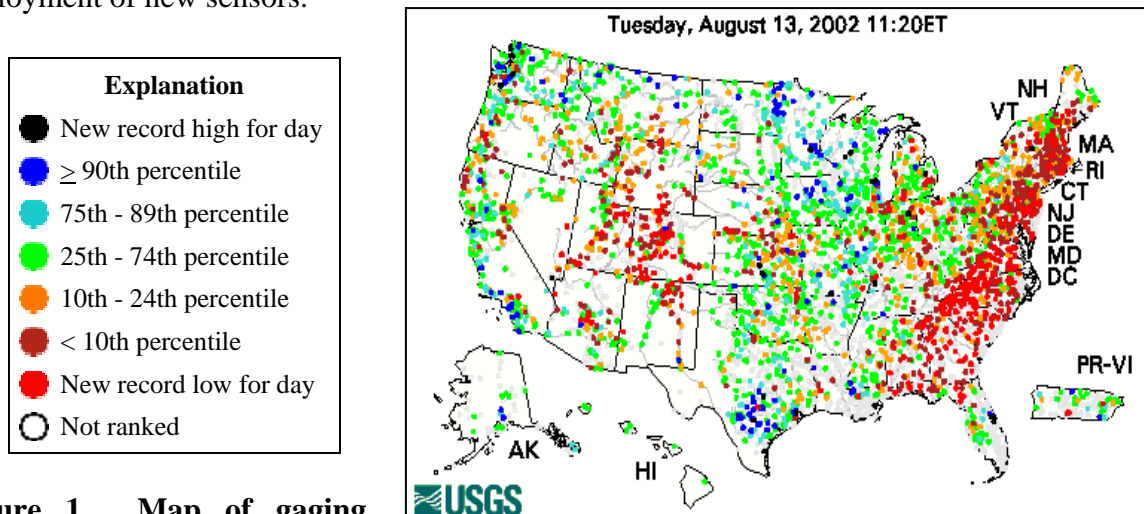 oyment of new sensors.
Explanation
New record high for day
≥ 90th percentile
75th - 89th percentile
25th - 74th percentile
10th - 24th percentile
< 10th percentile
New record low for day
Not ranked
ure 1. Map of gaging
Tuesday, August 13, 2002 11:20ET
NH
VT
MA
RI
CT
NJ
DE
MD
DC
PR-VI
AK
HI
USGS